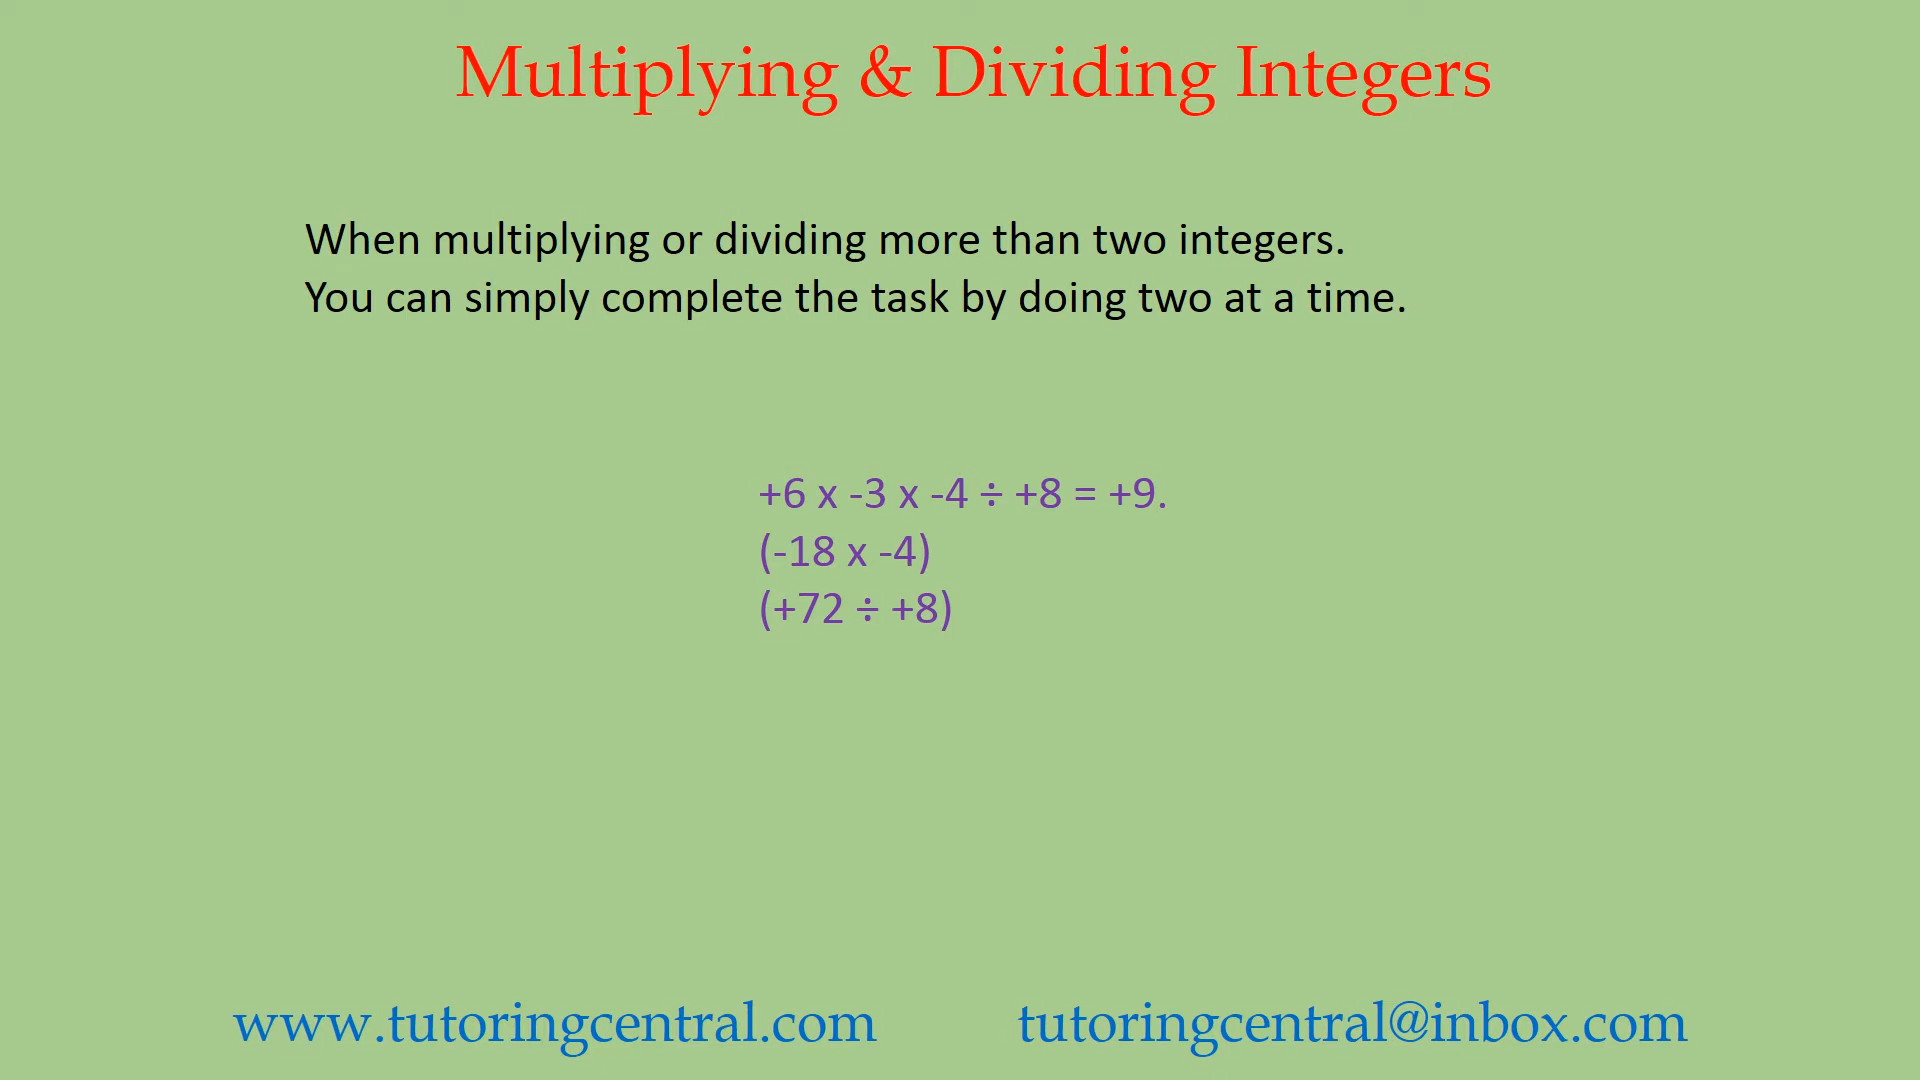 Multiplying & Dividing Integers
When multiplying or dividing more than two integers.
You can simply complete the task by doing two at a time.
+6 x -3 x -4 ÷ +8 = +9.
(-18 x -4)
(+72 ÷ +8)
www.tutoringcentral.com tutoringcentral@inbox.com